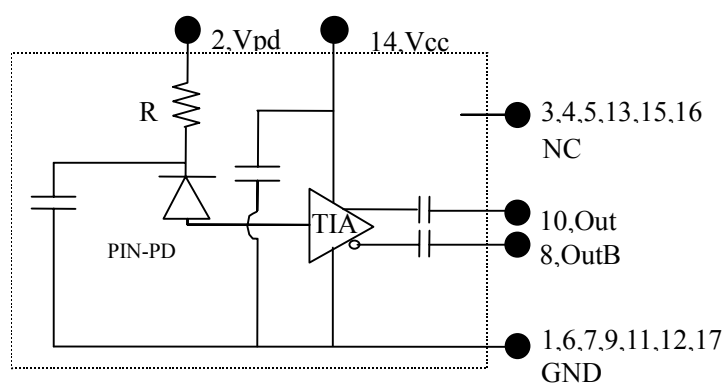 2,Vpd
14,Vcc
R
3,4,5,13,15,16
NC
TIA
10,Out
PIN-PD
8,OutB
1,6,7,9,11,12,17
GND